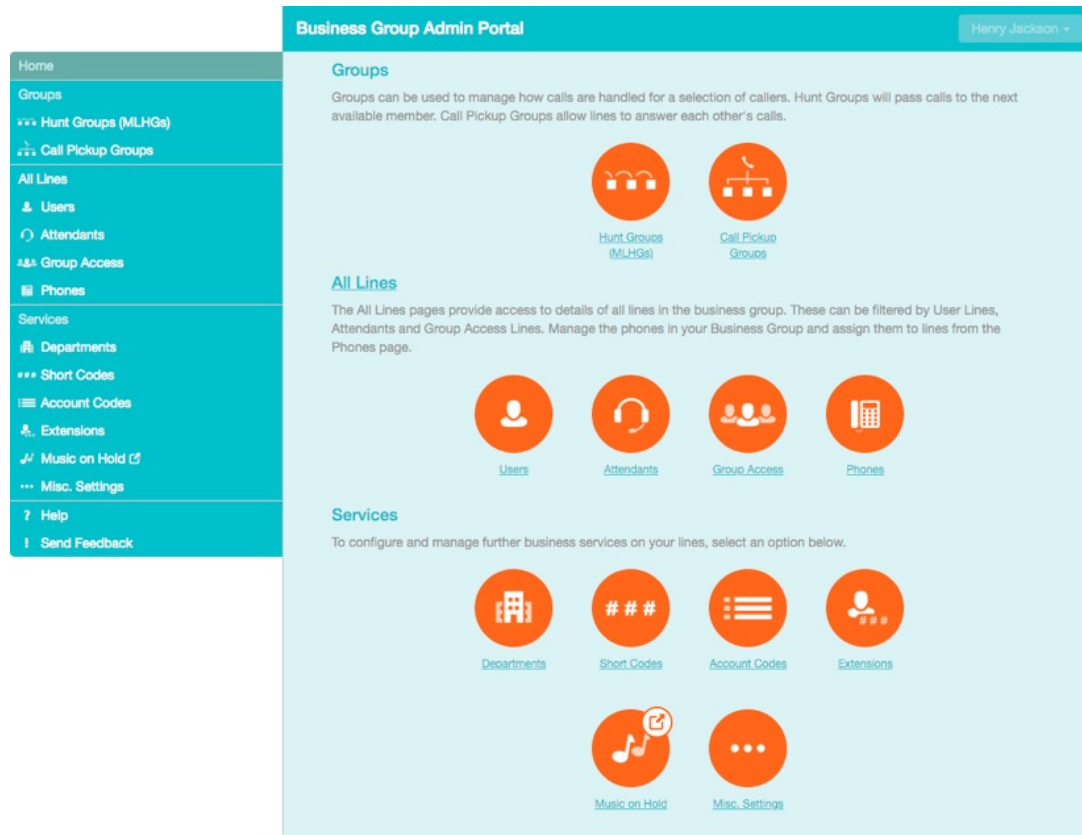 Business Group Admin Portal
Henry Jackson
Home
Groups
Hunt Groups (MLHGs)
Call Pickup Groups
All Lines
Users
Attendants
Group Access
Phones
Services
Departments
Short Codes
Account Codes
Extensions
Music on Hold
Misc. Settings
? Help
! Send Feedback
Groups
Groups can be used to manage how calls are handled for a selection of callers. Hunt Groups will pass calls to the next
available member. Call Pickup Groups allow lines to answer each other's calls.
Hunt Groups
(MLHGs)
Call Pickup
Groups
All Lines
The All Lines pages provide access to details of all lines in the business group. These can be filtered by User Lines,
Attendants and Group Access Lines. Manage the phones in your Business Group and assign them to lines from the
Phones page.
Users
Attendants
Group Access
Phones
Services
To configure and manage further business services on your lines, select an option below.
###
###
Departments
Short Codes
Account Codes
Extensions
Music on Hold
Misc. Settings